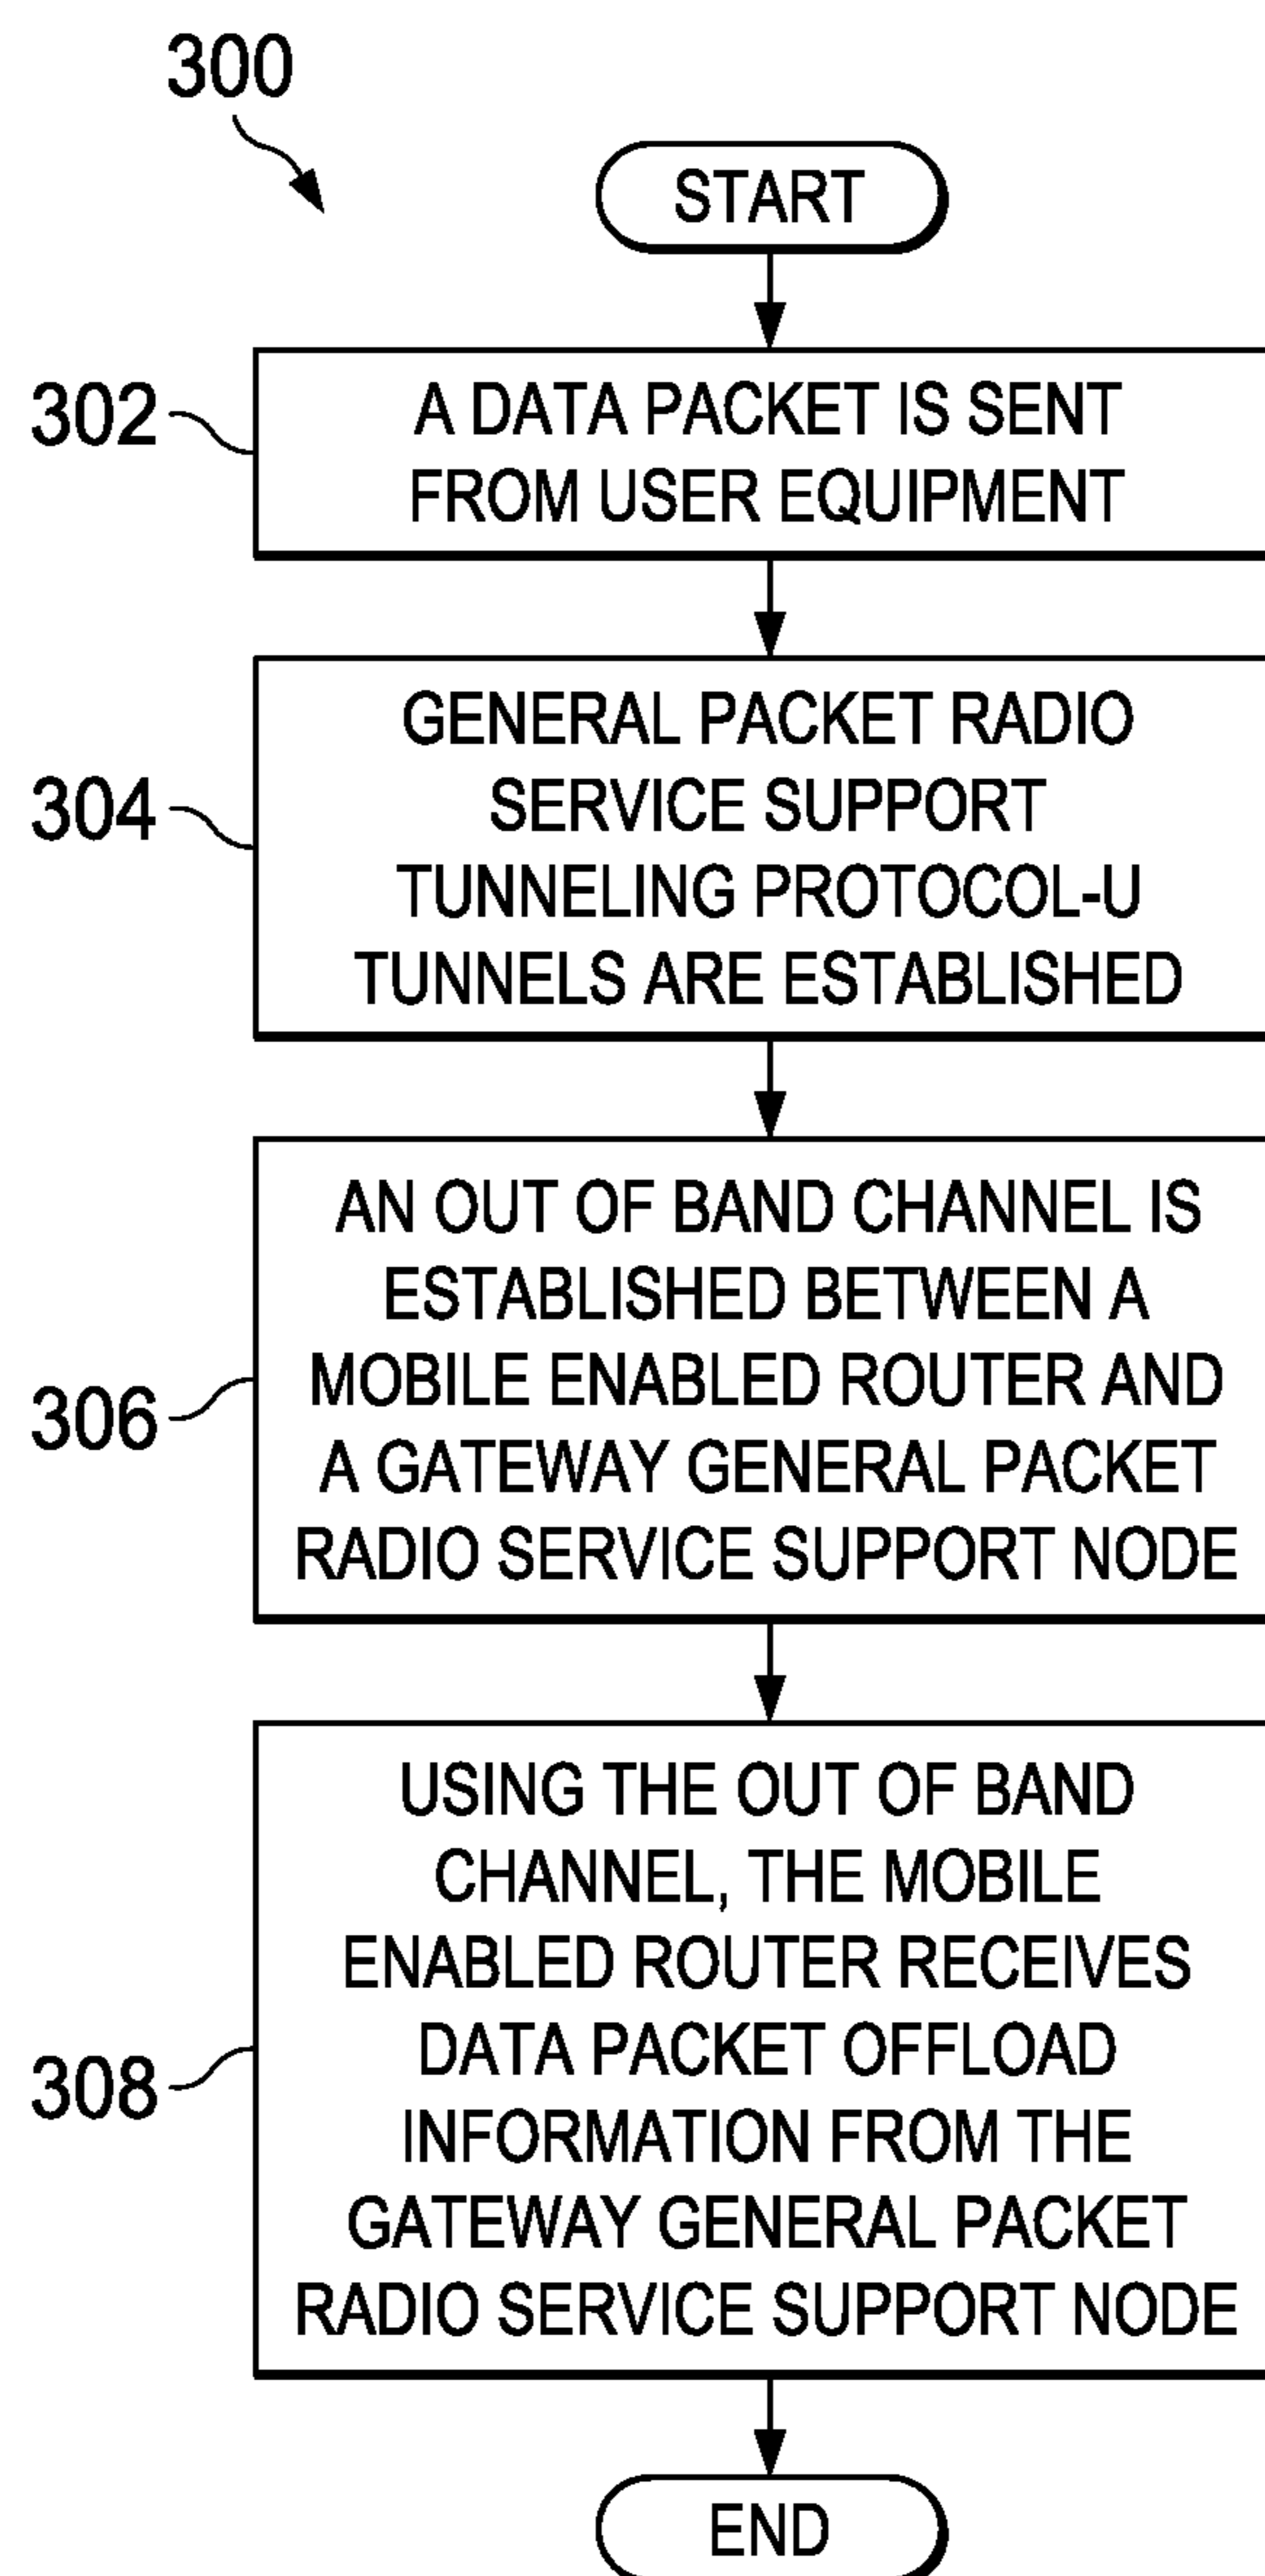 300
START
302
A DATA PACKET IS SENT
FROM USER EQUIPMENT
304
GENERAL PACKET RADIO
SERVICE SUPPORT
TUNNELING PROTOCOL-U
TUNNELS ARE ESTABLISHED
306
AN OUT OF BAND CHANNEL IS
ESTABLISHED BETWEEN A
MOBILE ENABLED ROUTER AND
A GATEWAY GENERAL PACKET
RADIO SERVICE SUPPORT NODE
308
USING THE OUT OF BAND
CHANNEL, THE MOBILE
ENABLED ROUTER RECEIVES
DATA PACKET OFFLOAD
INFORMATION FROM THE
GATEWAY GENERAL PACKET
RADIO SERVICE SUPPORT NODE
END